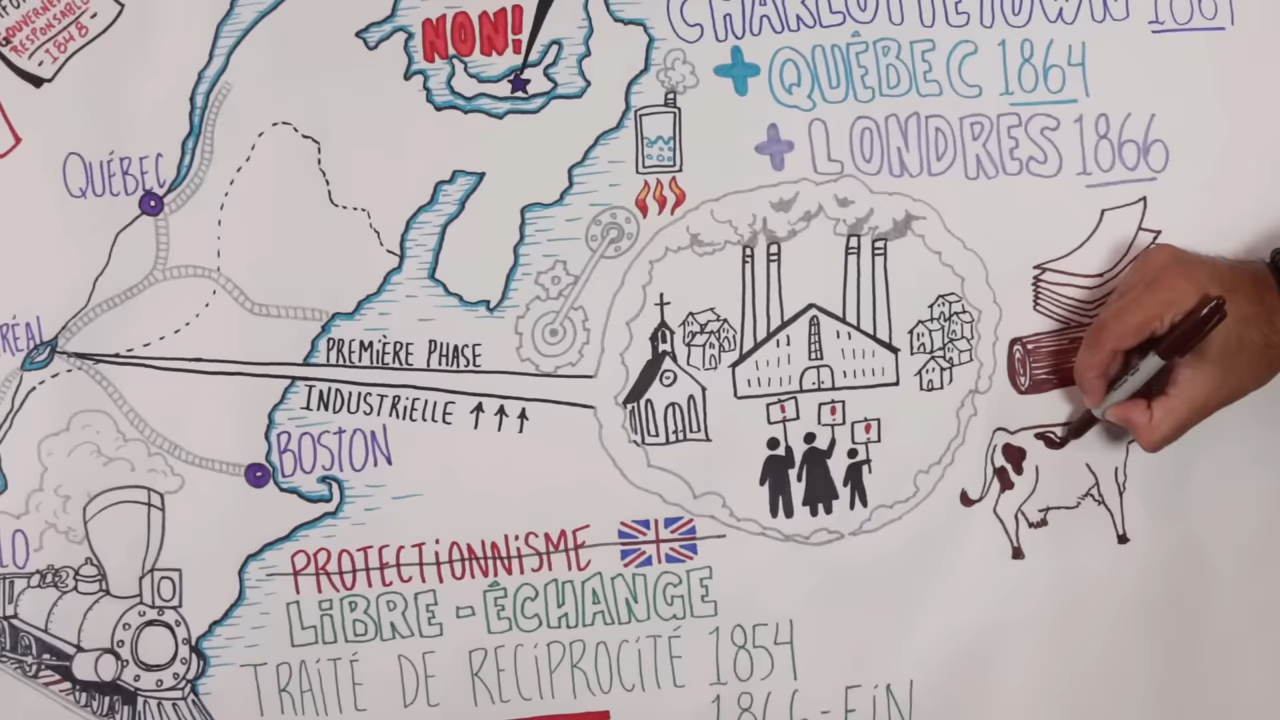 GOUVERNE
RESPONSABLE
-1848-
NON!
CHARLOTTETOWN
+ QUÉBEC 1864
+ LONDRES 1866
QUÉBEC
RÉAL
PREMIÈRE PHASE
INDUSTRIELLE ↑↑↑
BOSTON
! ! !
LO
PROTECTIONNISME
LIBRE-ÉCHANGE
TRAITÉ DE RÉCIPROCITÉ 1854
1866-FIN